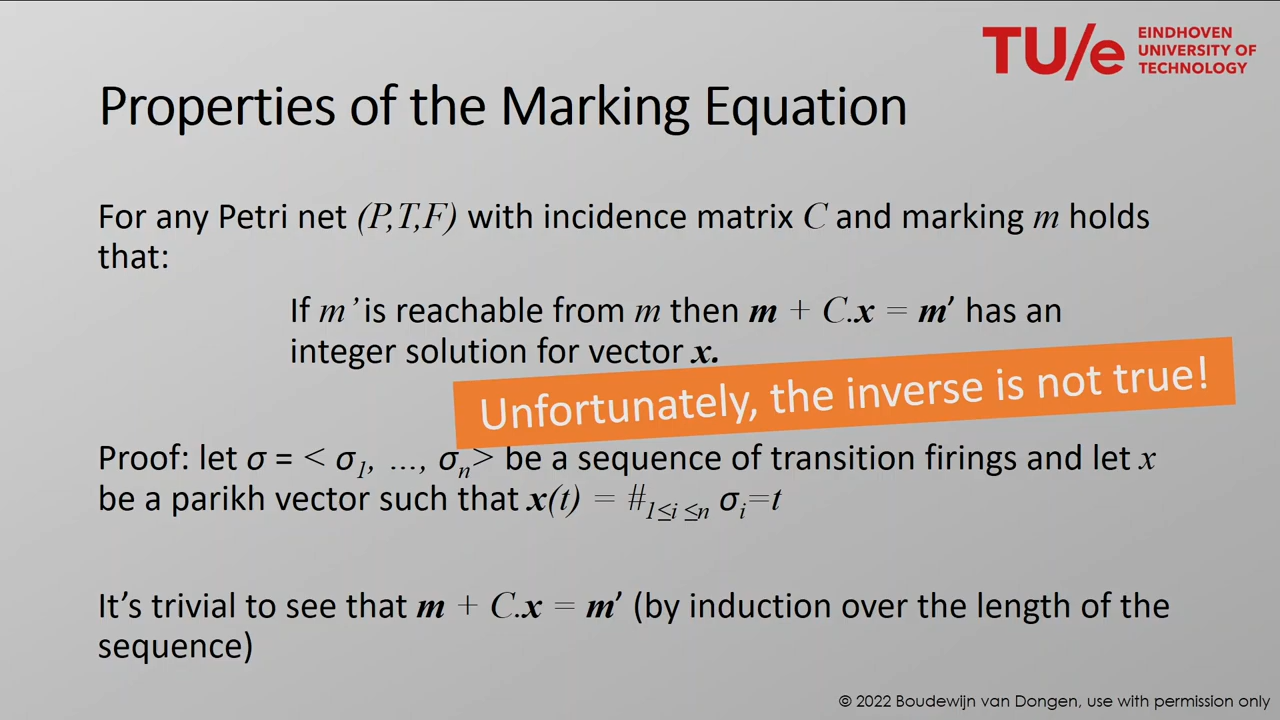 TU/e
EINDHOVEN
UNIVERSITY OF
TECHNOLOGY
Properties of the Marking Equation
For any Petri net (P,T,F) with incidence matrix C and marking m holds
that:
If m’ is reachable from m then m + C.x = m’ has an
integer solution for vector x.
Unfortunately, the inverse is not true!
Proof: let σ = < σ1, …, σn> be a sequence of transition firings and let x
be a parikh vector such that x(t) = #1≤i ≤n σi=t
It’s trivial to see that m + C.x = m’ (by induction over the length of the
sequence)
© 2022 Boudewijn van Dongen, use with permission only